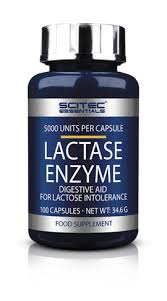 SCITEC
ESSENTIALS
5000 UNITS PER CAPSULE
LACTASE
ENZYME
DIGESTIVE AID
FOR LACTOSE INTOLERANCE
100 CAPSULES • NET WT: 34.6 G
FOOD SUPPLEMENT